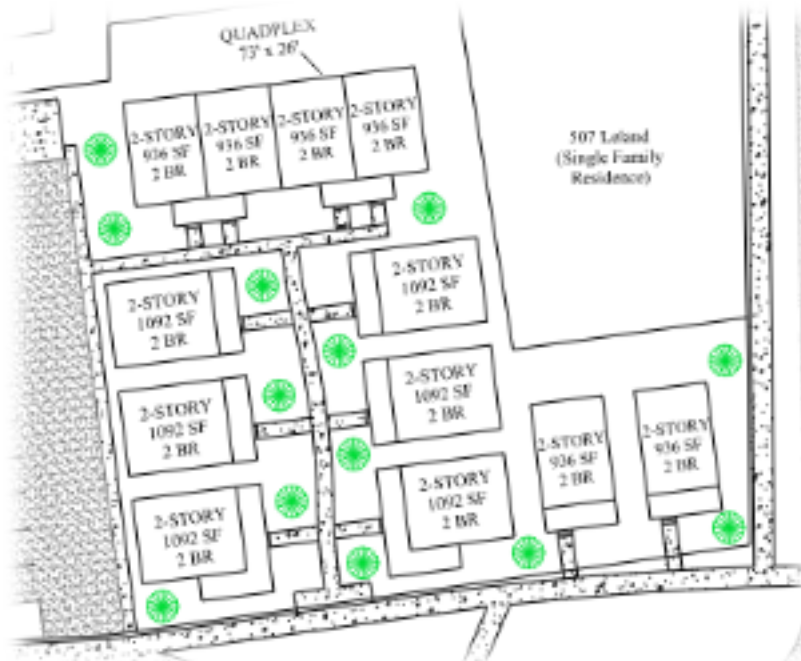 QUADPLEX
73' x 26'
2-STORY
936 SF
2 BR
2-STORY
936 SF
2 BR
2-STORY
936 SF
2 BR
2-STORY
936 SF
2 BR
507 Leland
(Single Family
Residence)
2-STORY
1092 SF
2 BR
2-STORY
1092 SF
2 BR
2-STORY
1092 SF
2 BR
2-STORY
1092 SF
2 BR
2-STORY
936 SF
2 BR
2-STORY
936 SF
2 BR
2-STORY
1092 SF
2 BR
2-STORY
1092 SF
2 BR